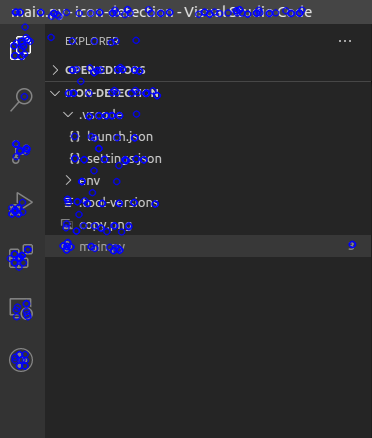 main.py - icon-detection - Visual Studio Code
EXPLORER
OPEN EDITORS
ICON-DETECTION
.vscode
{} launch.json
{} settings.json
env
.tool-versions
copy.png
main.py